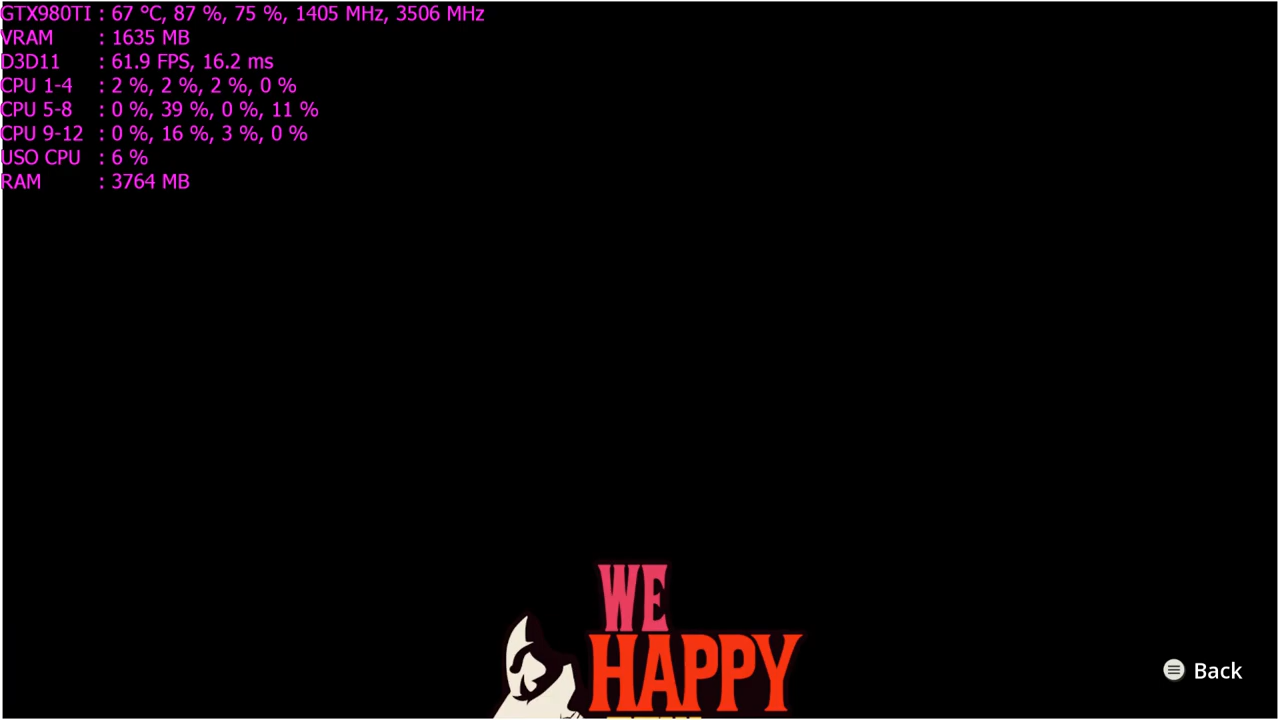 GTX980TI : 67 °C, 87 %, 75 %, 1405 MHz, 3506 MHz
VRAM : 1635 MB
D3D11 : 61.9 FPS, 16.2 ms
CPU 1-4 : 2 %, 2 %, 2 %, 0 %
CPU 5-8 : 0 %, 39 %, 0 %, 11 %
CPU 9-12 : 0 %, 16 %, 3 %, 0 %
USO CPU : 6 %
RAM : 3764 MB
WE
HAPPY
Back